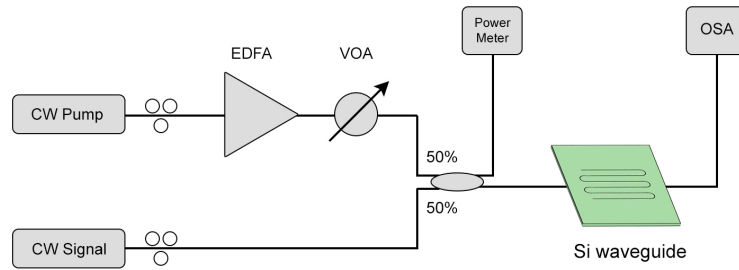 Power
Meter
OSA
EDFA
VOA
CW Pump
50%
50%
CW Signal
Si waveguide